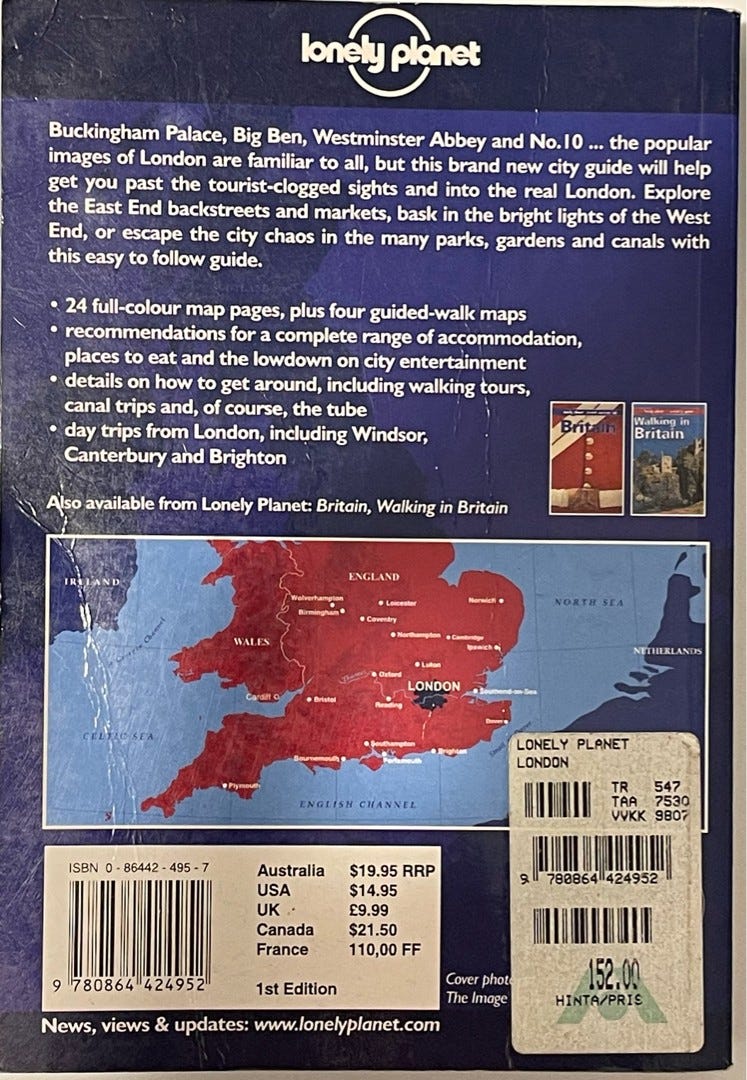 lonely planet
Buckingham Palace, Big Ben, Westminster Abbey and No.10 ... the popular
images of London are familiar to all, but this brand new city guide will help
get you past the tourist-clogged sights and into the real London. Explore
the East End backstreets and markets, bask in the bright lights of the West
End, or escape the city chaos in the many parks, gardens and canals with
this easy to follow guide.
• 24 full-colour map pages, plus four guided-walk maps
• recommendations for a complete range of accommodation,
places to eat and the lowdown on city entertainment
• details on how to get around, including walking tours,
canal trips and, of course, the tube
• day trips from London, including Windsor,
Canterbury and Brighton
Britain
Walking in
Britain
Also available from Lonely Planet: Britain, Walking in Britain
IRELAND
ENGLAND
Wolverhampton
Birmingham
Leicester
Norwich
NORTH SEA
Coventry
WALES
Northampton
Cambridge
Ipswich
NETHERLANDS
Luton
Thames
Oxford
LONDON
Southend-on-Sea
Cardiff
Bristol
Reading
Dover
CELTIC SEA
Southampton
Bournemouth
Portsmouth
Brighton
Plymouth
ENGLISH CHANNEL
LONELY PLANET
LONDON
TR 547
TAA 7530
VVKK 9807
9 780864 424952
152.00
HINTA/PRIS
ISBN 0 - 86442 - 495 - 7
9 780864 424952
Australia $19.95 RRP
USA $14.95
UK £9.99
Canada $21.50
France 110,00 FF
1st Edition
Cover phot
The Image
News, views & updates: www.lonelyplanet.com